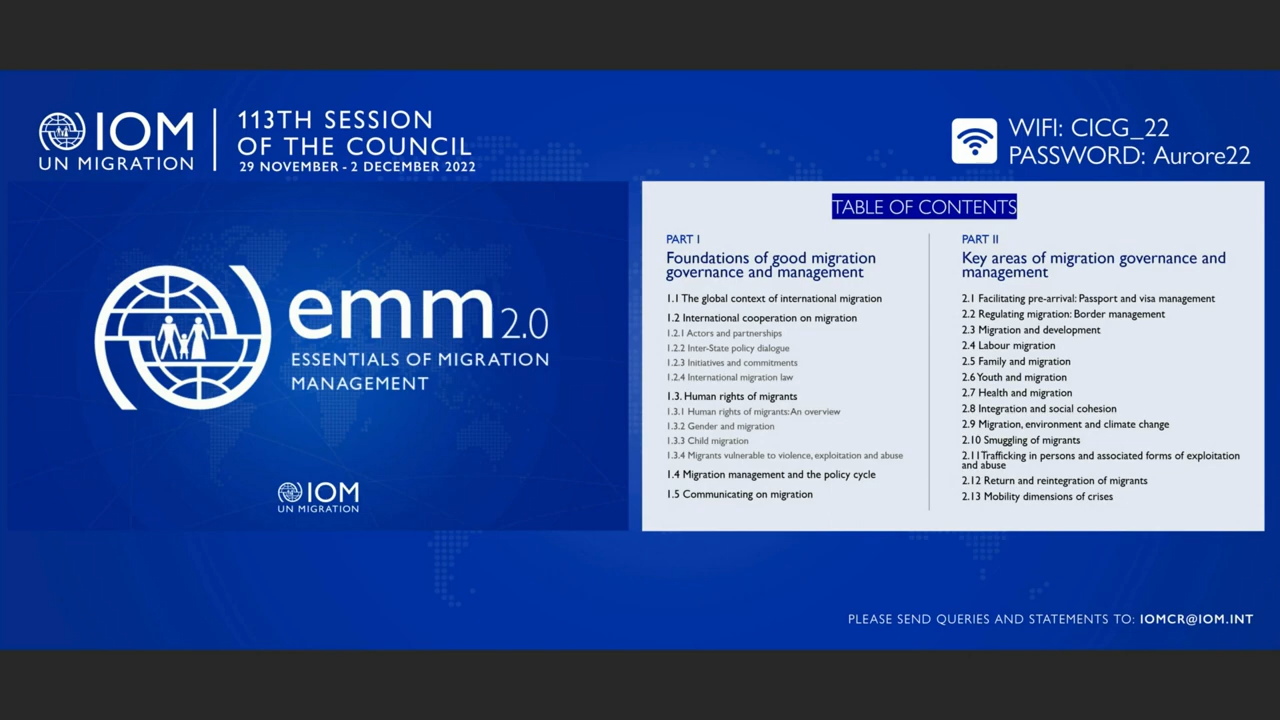 IOM
UN MIGRATION
113TH SESSION
OF THE COUNCIL
29 NOVEMBER - 2 DECEMBER 2022
WIFI: CICG_22
PASSWORD: Aurore22
emm 2.0
ESSENTIALS OF MIGRATION
MANAGEMENT
IOM
UN MIGRATION
TABLE OF CONTENTS
PART I
Foundations of good migration
governance and management
1.1 The global context of international migration
1.2 International cooperation on migration
1.2.1 Actors and partnerships
1.2.2 Inter-State policy dialogue
1.2.3 Initiatives and commitments
1.2.4 International migration law
1.3. Human rights of migrants
1.3.1 Human rights of migrants: An overview
1.3.2 Gender and migration
1.3.3 Child migration
1.3.4 Migrants vulnerable to violence, exploitation and abuse
1.4 Migration management and the policy cycle
1.5 Communicating on migration
PART II
Key areas of migration governance and
management
2.1 Facilitating pre-arrival: Passport and visa management
2.2 Regulating migration: Border management
2.3 Migration and development
2.4 Labour migration
2.5 Family and migration
2.6 Youth and migration
2.7 Health and migration
2.8 Integration and social cohesion
2.9 Migration, environment and climate change
2.10 Smuggling of migrants
2.11 Trafficking in persons and associated forms of exploitation
and abuse
2.12 Return and reintegration of migrants
2.13 Mobility dimensions of crises
PLEASE SEND QUERIES AND STATEMENTS TO: IOMCR@IOM.INT